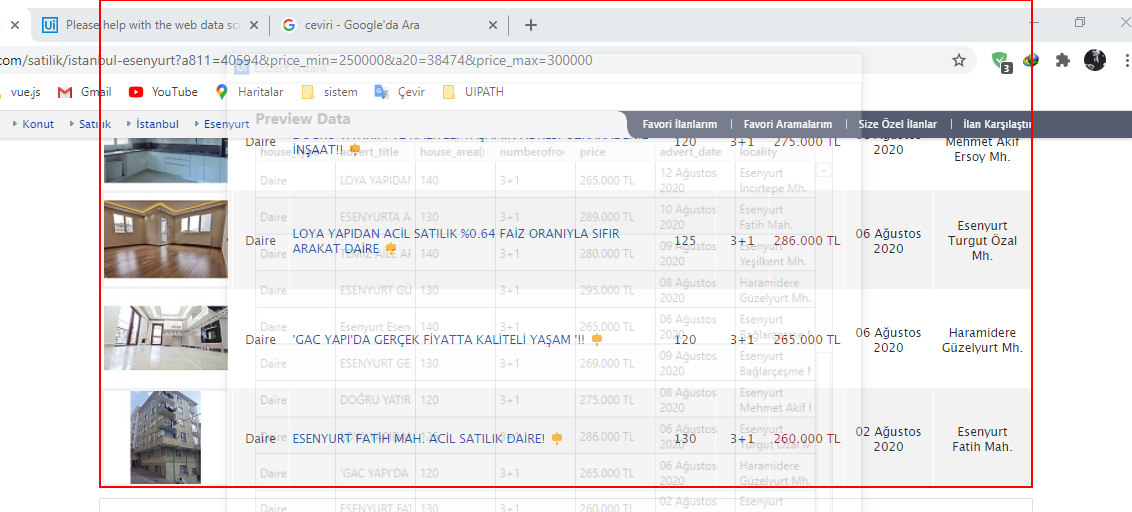 Please help with the web data scr
ceviri - Google'da Ara
com/satilik/istanbul-esenyurt?a811=40594&price_min=250000&a20=38474&price_max=300000
3
vue.js Gmail YouTube Haritalar sistem Çevir UIPATH
Konut Satılık İstanbul Esenyurt
Favori İlanlarım Favori Aramalarım Size Özel İlanlar İlan Karşılaştır
Preview Data
advert_title house_area(s numberofro price advert_date locality
Daire
İNŞAAT!!
120 3+1 275.000 TL
2020
Mehmet Akif
Ersoy Mh.
Daire LOYA YAPIDAN 140 3+1 265.000 TL 12 Ağustos 2020 Esenyurt İncirtepe Mh.
Daire ESENYURTA A 130 3+1 289.000 TL 10 Ağustos 2020 Esenyurt Fatih Mah.
Daire LOYA YAPIDAN ACİL SATILIK %0.64 FAİZ ORANIYLA SIFIR
ARAKAT DAİRE
125 3+1 286.000 TL
06 Ağustos
2020
Esenyurt
Turgut Özal
Mh.
Daire TEMİZ AİLE AP 140 3+1 280.000 TL 09 Ağustos 2020 Esenyurt Yeşilkent Mh.
Daire ESENYURT GÜ 130 3+1 295.000 TL 08 Ağustos 2020 Haramidere Güzelyurt Mh.
Daire Esenyurt Esen 140 3+1 265.000 TL 06 Ağustos 2020 Esenyurt
Daire 'GAC YAPI'DA GERÇEK FİYATTA KALİTELİ YAŞAM '!!
120 3+1 265.000 TL
06 Ağustos
2020
Haramidere
Güzelyurt Mh.
Daire ESENYURT GE 130 3+1 269.000 TL 09 Ağustos 2020 Esenyurt Bağlarçeşme M
Daire DOĞRU YATIR 120 3+1 275.000 TL 08 Ağustos 2020 Esenyurt Mehmet Akif
Daire 286.000 TL 06 Ağustos 2020 Esenyurt Turgut Özal M
Daire ESENYURT FATİH MAH. ACİL SATILIK DAİRE!
130 3+1 260.000 TL
02 Ağustos
2020
Esenyurt
Fatih Mah.
Daire 'GAC YAPI'DA 120 3+1 265.000 TL 06 Ağustos 2020 Haramidere Güzelyurt Mh.
Daire ESENYURT FAT 130 3+1 260.000 TL 02 Ağustos Esenyurt